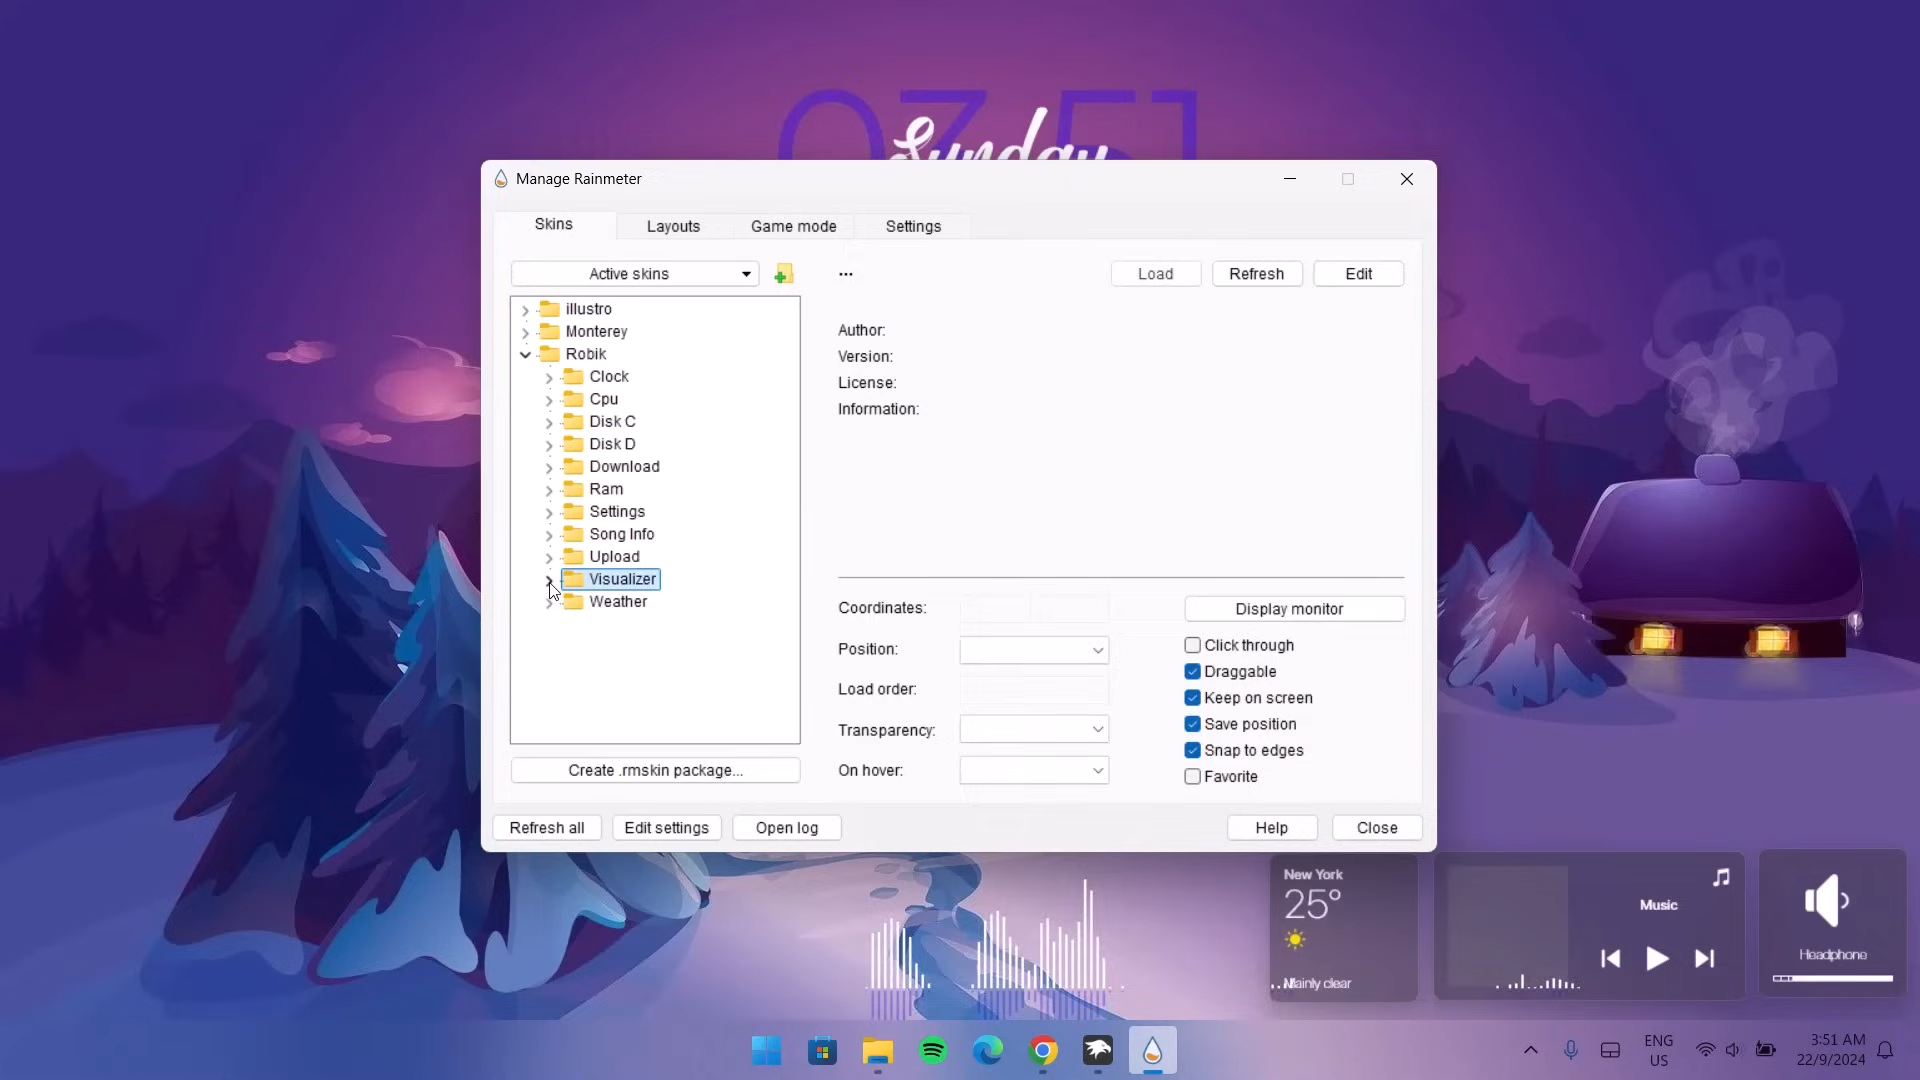 03 51
Sunday
Manage Rainmeter
Skins
Layouts
Game mode
Settings
Active skins
...
Load
Refresh
Edit
illustro
Monterey
Robik
Clock
Cpu
Disk C
Disk D
Download
Ram
Settings
Song Info
Upload
Visualizer
Weather
Author:
Version:
License:
Information:
Coordinates:
Position:
Load order:
Transparency:
On hover:
Display monitor
Click through
Draggable
Keep on screen
Save position
Snap to edges
Favorite
Create .rmskin package...
Refresh all
Edit settings
Open log
Help
Close
New York
25°
Mainly clear
Music
Headphone
ENG
US
3:51 AM
22/9/2024